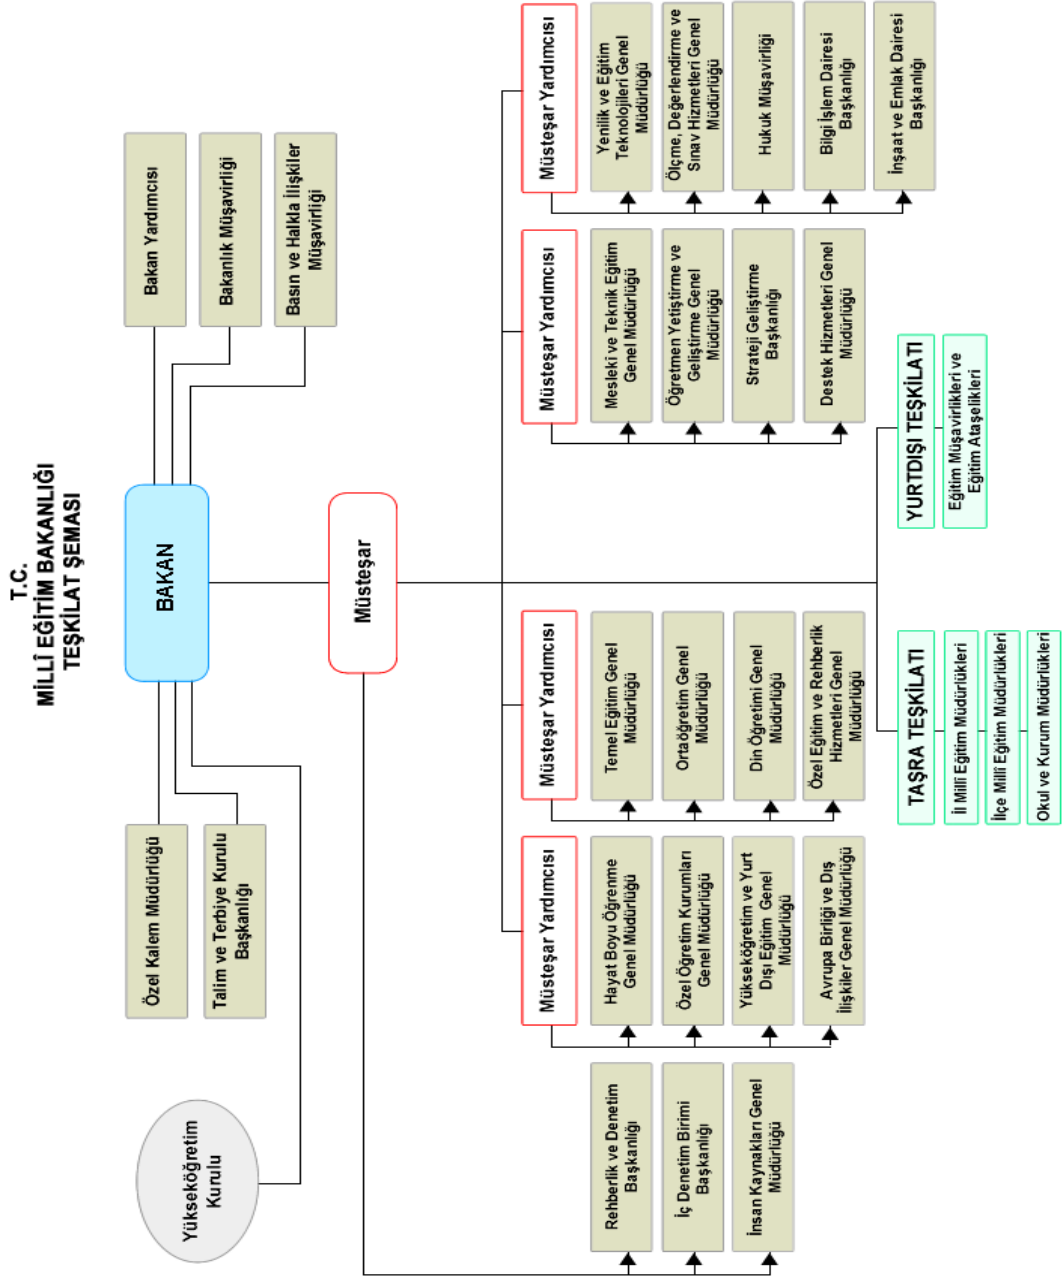 T.C.
MİLLÎ EĞİTİM BAKANLIĞI
TEŞKİLAT ŞEMASI
Yükseköğretim
Kurulu
Özel Kalem Müdürlüğü
Talim ve Terbiye Kurulu
Başkanlığı
BAKAN
Bakan Yardımcısı
Bakanlık Müşavirliği
Basın ve Halkla İlişkiler
Müşavirliği
Müsteşar
Rehberlik ve Denetim
Başkanlığı
İç Denetim Birimi
Başkanlığı
İnsan Kaynakları Genel
Müdürlüğü
Müsteşar Yardımcısı
Hayat Boyu Öğrenme
Genel Müdürlüğü
Özel Öğretim Kurumları
Genel Müdürlüğü
Yükseköğretim ve Yurt
Dışı Eğitim Genel
Müdürlüğü
Avrupa Birliği ve Dış
İlişkiler Genel Müdürlüğü
Müsteşar Yardımcısı
Temel Eğitim Genel
Müdürlüğü
Ortaöğretim Genel
Müdürlüğü
Din Öğretimi Genel
Müdürlüğü
Özel Eğitim ve Rehberlik
Hizmetleri Genel
Müdürlüğü
Müsteşar Yardımcısı
Mesleki ve Teknik Eğitim
Genel Müdürlüğü
Öğretmen Yetiştirme ve
Geliştirme Genel
Müdürlüğü
Strateji Geliştirme
Başkanlığı
Destek Hizmetleri Genel
Müdürlüğü
Müsteşar Yardımcısı
Yenilik ve Eğitim
Teknolojileri Genel
Müdürlüğü
Ölçme, Değerlendirme ve
Sınav Hizmetleri Genel
Müdürlüğü
Hukuk Müşavirliği
Bilgi İşlem Dairesi
Başkanlığı
İnşaat ve Emlak Dairesi
Başkanlığı
TAŞRA TEŞKİLATI
İl Millî Eğitim Müdürlükleri
İlçe Millî Eğitim Müdürlükleri
Okul ve Kurum Müdürlükleri
YURTDIŞI TEŞKİLATI
Eğitim Müşavirlikleri ve
Eğitim Ataşelikleri